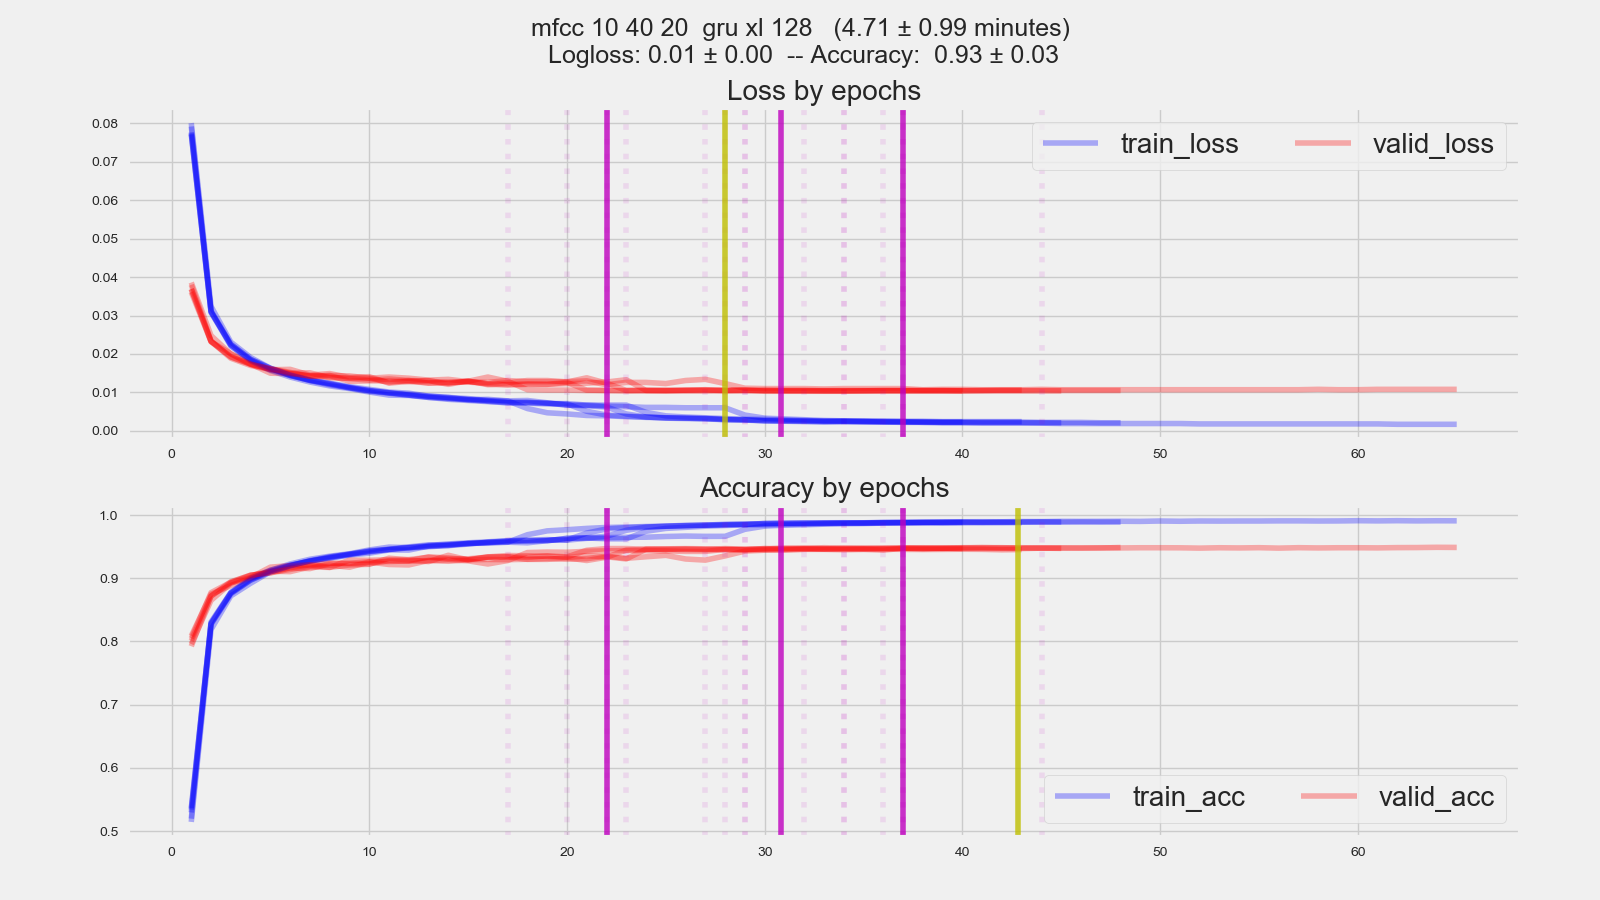 mfcc 10 40 20  gru xl 128   (4.71 ± 0.99 minutes)
Logloss: 0.01 ± 0.00  -- Accuracy:  0.93 ± 0.03
Loss by epochs
train_loss valid_loss
0.08
0.07
0.06
0.05
0.04
0.03
0.02
0.01
0.00
0 10 20 30 40 50 60
Accuracy by epochs
1.0
0.9
0.8
0.7
0.6
0.5
train_acc valid_acc
0 10 20 30 40 50 60